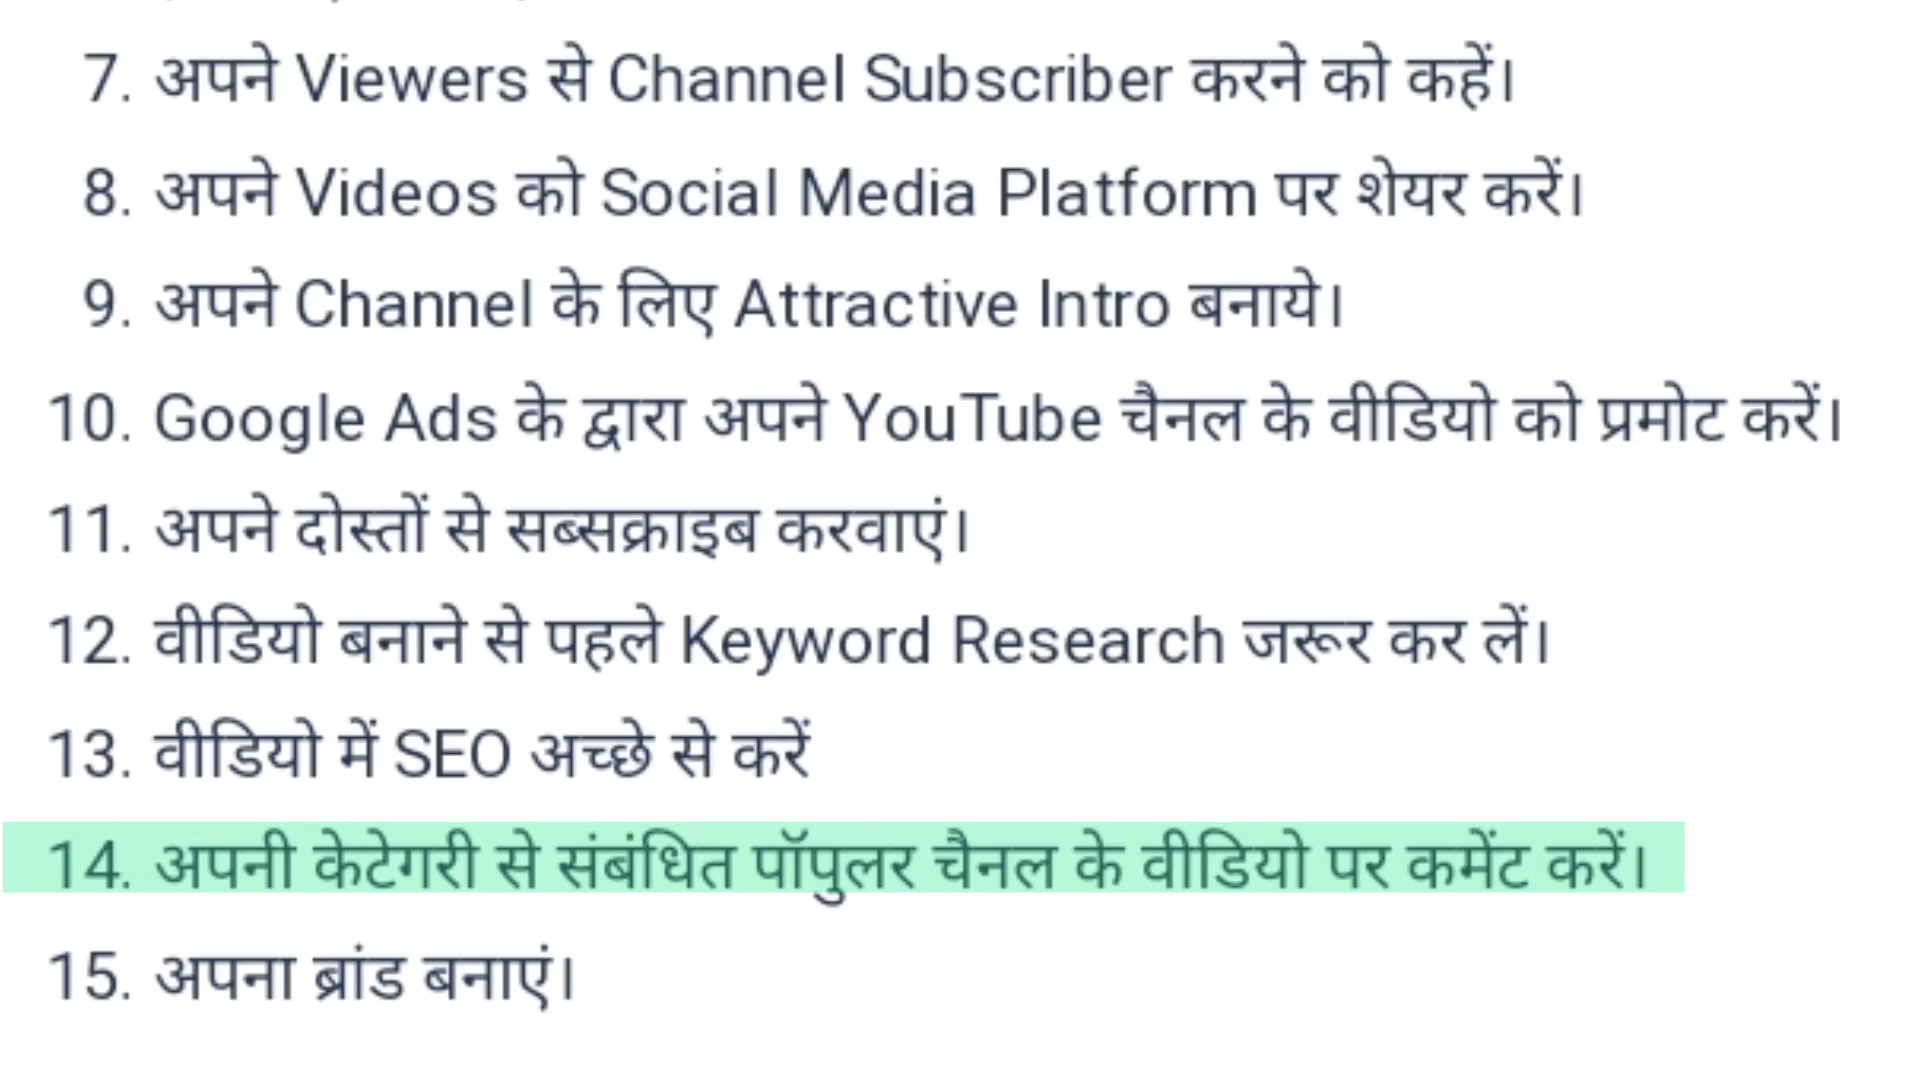 7. अपने Viewers से Channel Subscriber करने को कहें।
8. अपने Videos को Social Media Platform पर शेयर करें।
9. अपने Channel के लिए Attractive Intro बनाये।
10. Google Ads के द्वारा अपने YouTube चैनल के वीडियो को प्रमोट करें।
11. अपने दोस्तों से सब्सक्राइब करवाएं।
12. वीडियो बनाने से पहले Keyword Research जरूर कर लें।
13. वीडियो में SEO अच्छे से करें
14. अपनी केटेगरी से संबंधित पॉपुलर चैनल के वीडियो पर कमेंट करें।
15. अपना ब्रांड बनाएं।